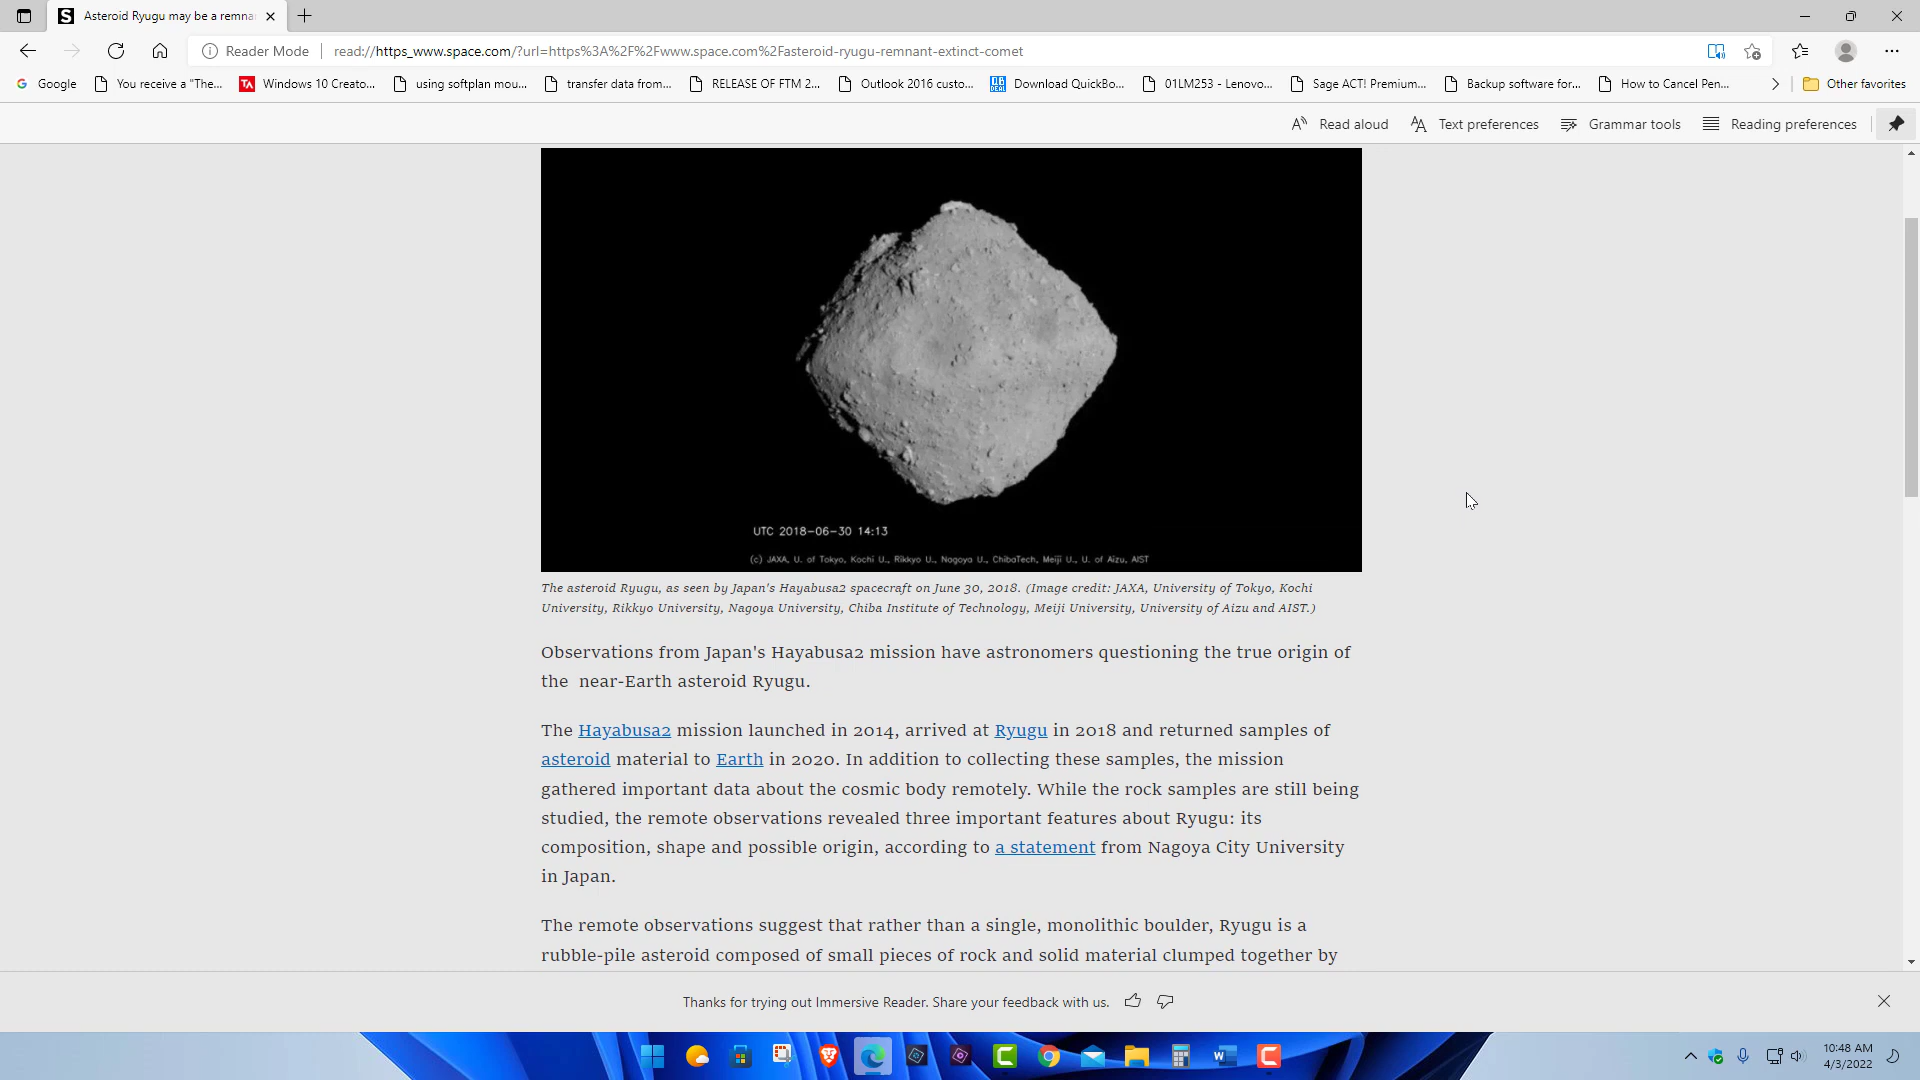 Asteroid Ryugu may be a remna
Reader Mode
read://https_www.space.com/?url=https%3A%2F%2Fwww.space.com%2Fasteroid-ryugu-remnant-extinct-comet
Google
You receive a "The...
Windows 10 Creato...
using softplan mou...
transfer data from...
RELEASE OF FTM 2...
Outlook 2016 custo...
Download QuickBo...
01LM253 - Lenovo...
Sage ACT! Premium...
Backup software for...
How to Cancel Pen...
Other favorites
Read aloud
Text preferences
Grammar tools
Reading preferences
UTC 2018-06-30 14:13
(c) JAXA, U. of Tokyo, Kochi U., Rikkyo U., Nagoya U., ChibaTech, Meiji U., U. of Aizu, AIST
The asteroid Ryugu, as seen by Japan's Hayabusa2 spacecraft on June 30, 2018. (Image credit: JAXA, University of Tokyo, Kochi
University, Rikkyo University, Nagoya University, Chiba Institute of Technology, Meiji University, University of Aizu and AIST.)
Observations from Japan's Hayabusa2 mission have astronomers questioning the true origin of
the near-Earth asteroid Ryugu.
The Hayabusa2 mission launched in 2014, arrived at Ryugu in 2018 and returned samples of
asteroid material to Earth in 2020. In addition to collecting these samples, the mission
gathered important data about the cosmic body remotely. While the rock samples are still being
studied, the remote observations revealed three important features about Ryugu: its
composition, shape and possible origin, according to a statement from Nagoya City University
in Japan.
The remote observations suggest that rather than a single, monolithic boulder, Ryugu is a
rubble-pile asteroid composed of small pieces of rock and solid material clumped together by
Thanks for trying out Immersive Reader. Share your feedback with us.
10:48 AM
4/3/2022